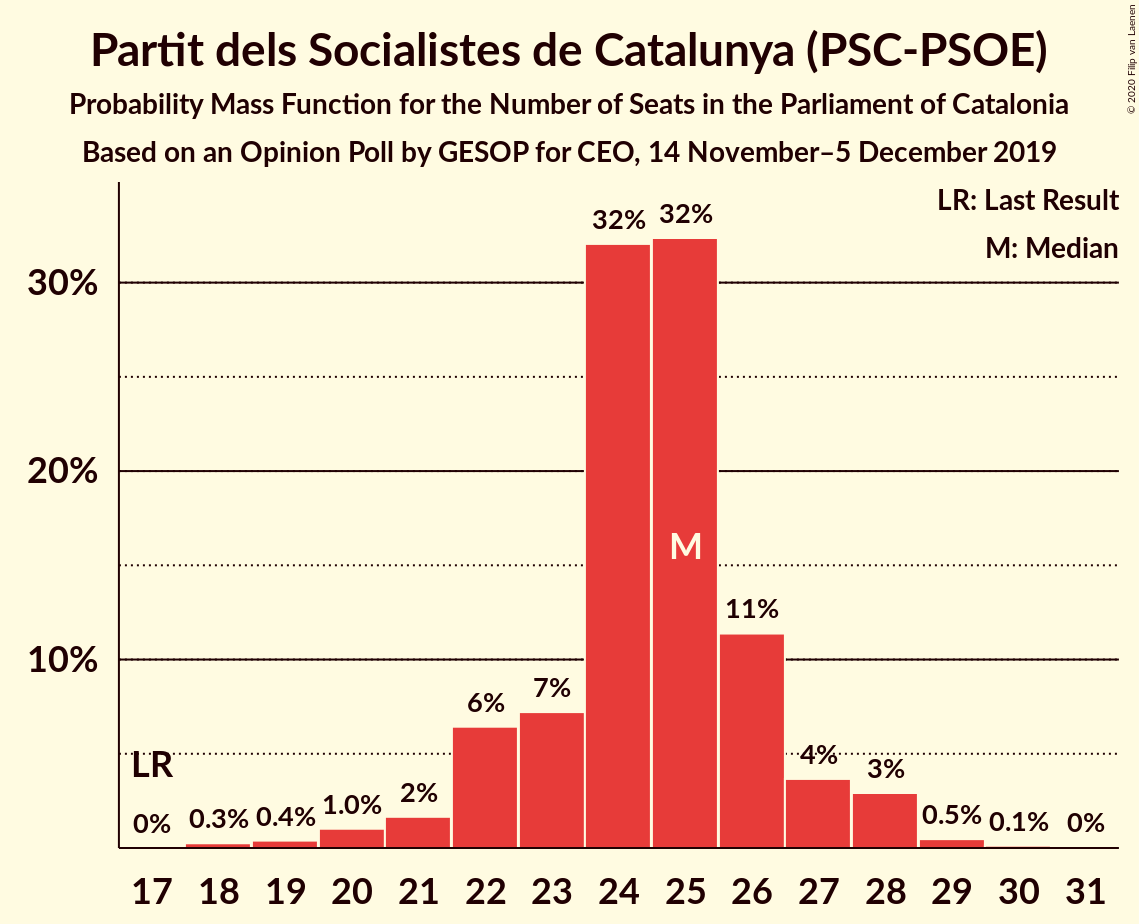 Partit dels Socialistes de Catalunya (PSC-PSOE)
Probability Mass Function for the Number of Seats in the Parliament of Catalonia
Based on an Opinion Poll by GESOP for CEO, 14 November–5 December 2019
© 2020 Filip van Laenen
LR: Last Result
M: Median
30%
20%
10%
LR
0%
0.3%
0.4%
1.0%
2%
6%
7%
32%
32%
M
11%
4%
3%
0.5%
0.1%
0%
17 18 19 20 21 22 23 24 25 26 27 28 29 30 31